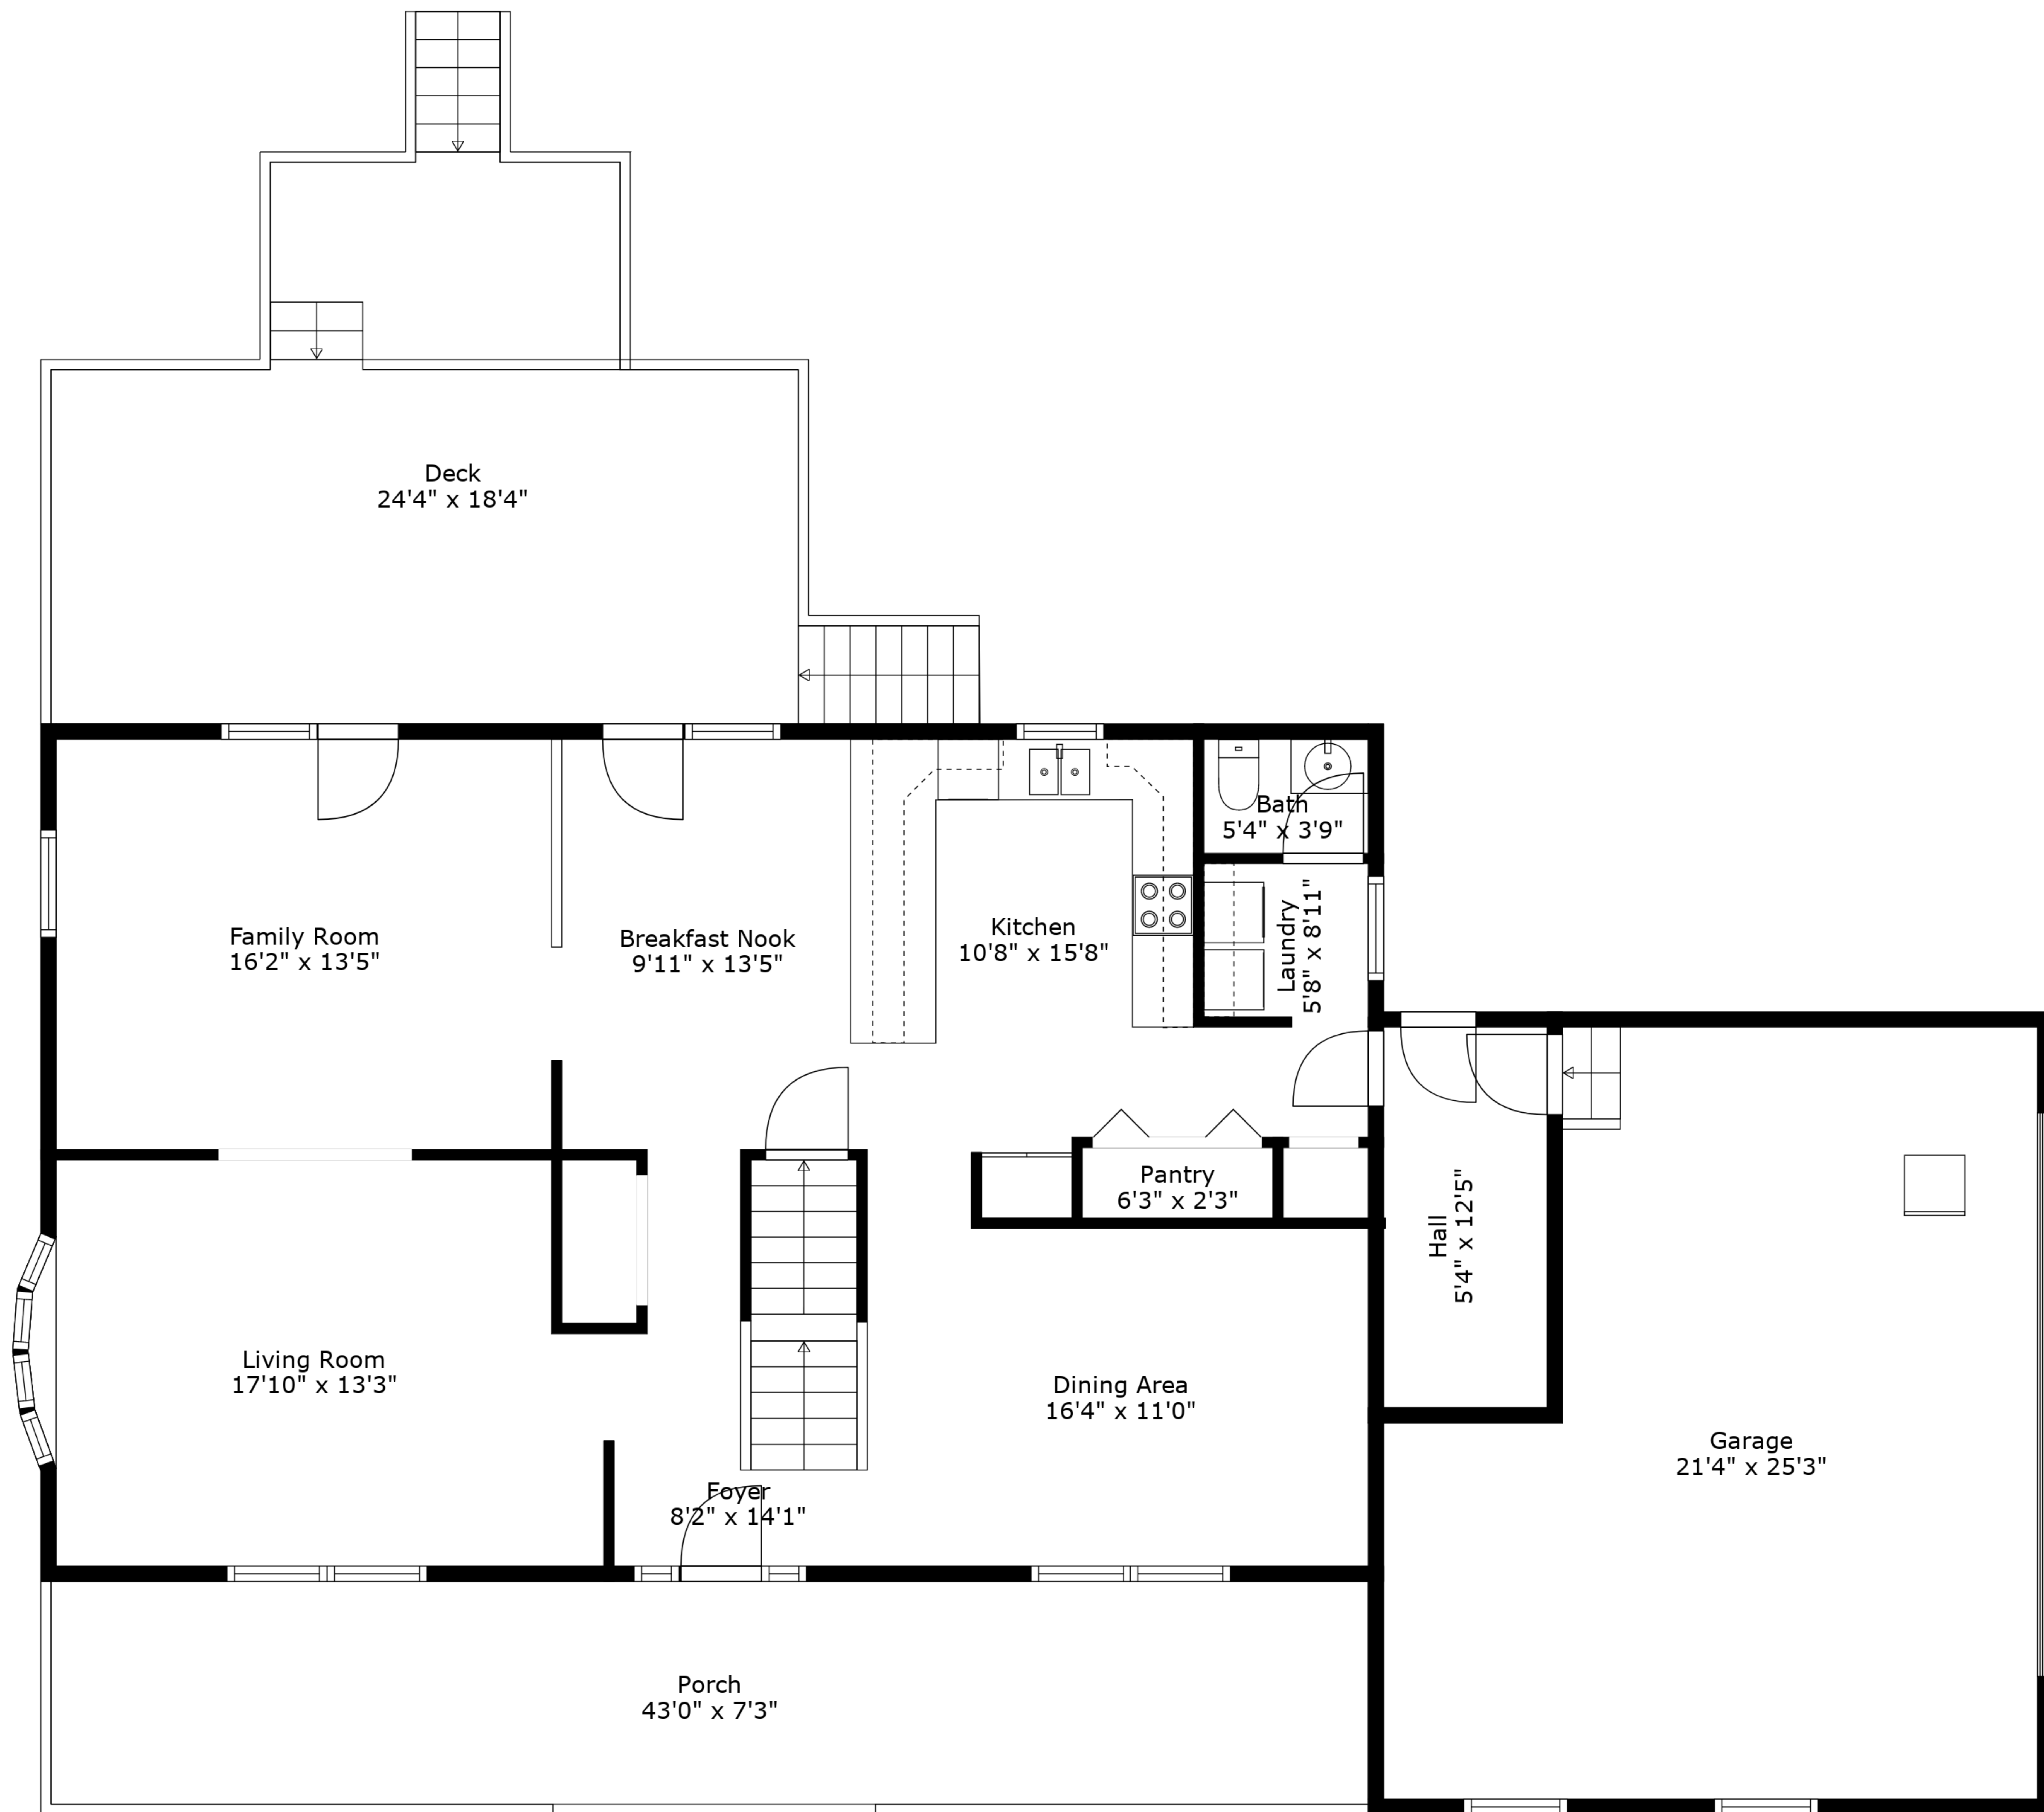 Deck
24'4" x 18'4"
Bath
5'4" x 3'9"
Family Room
16'2" x 13'5"
Breakfast Nook
9'11" x 13'5"
Kitchen
10'8" x 15'8"
Laundry
5'8" x 8'11"
Pantry
6'3" x 2'3"
Hall
5'4" x 12'5"
Living Room
17'10" x 13'3"
Dining Area
16'4" x 11'0"
Garage
21'4" x 25'3"
Foyer
8'2" x 14'1"
Porch
43'0" x 7'3"